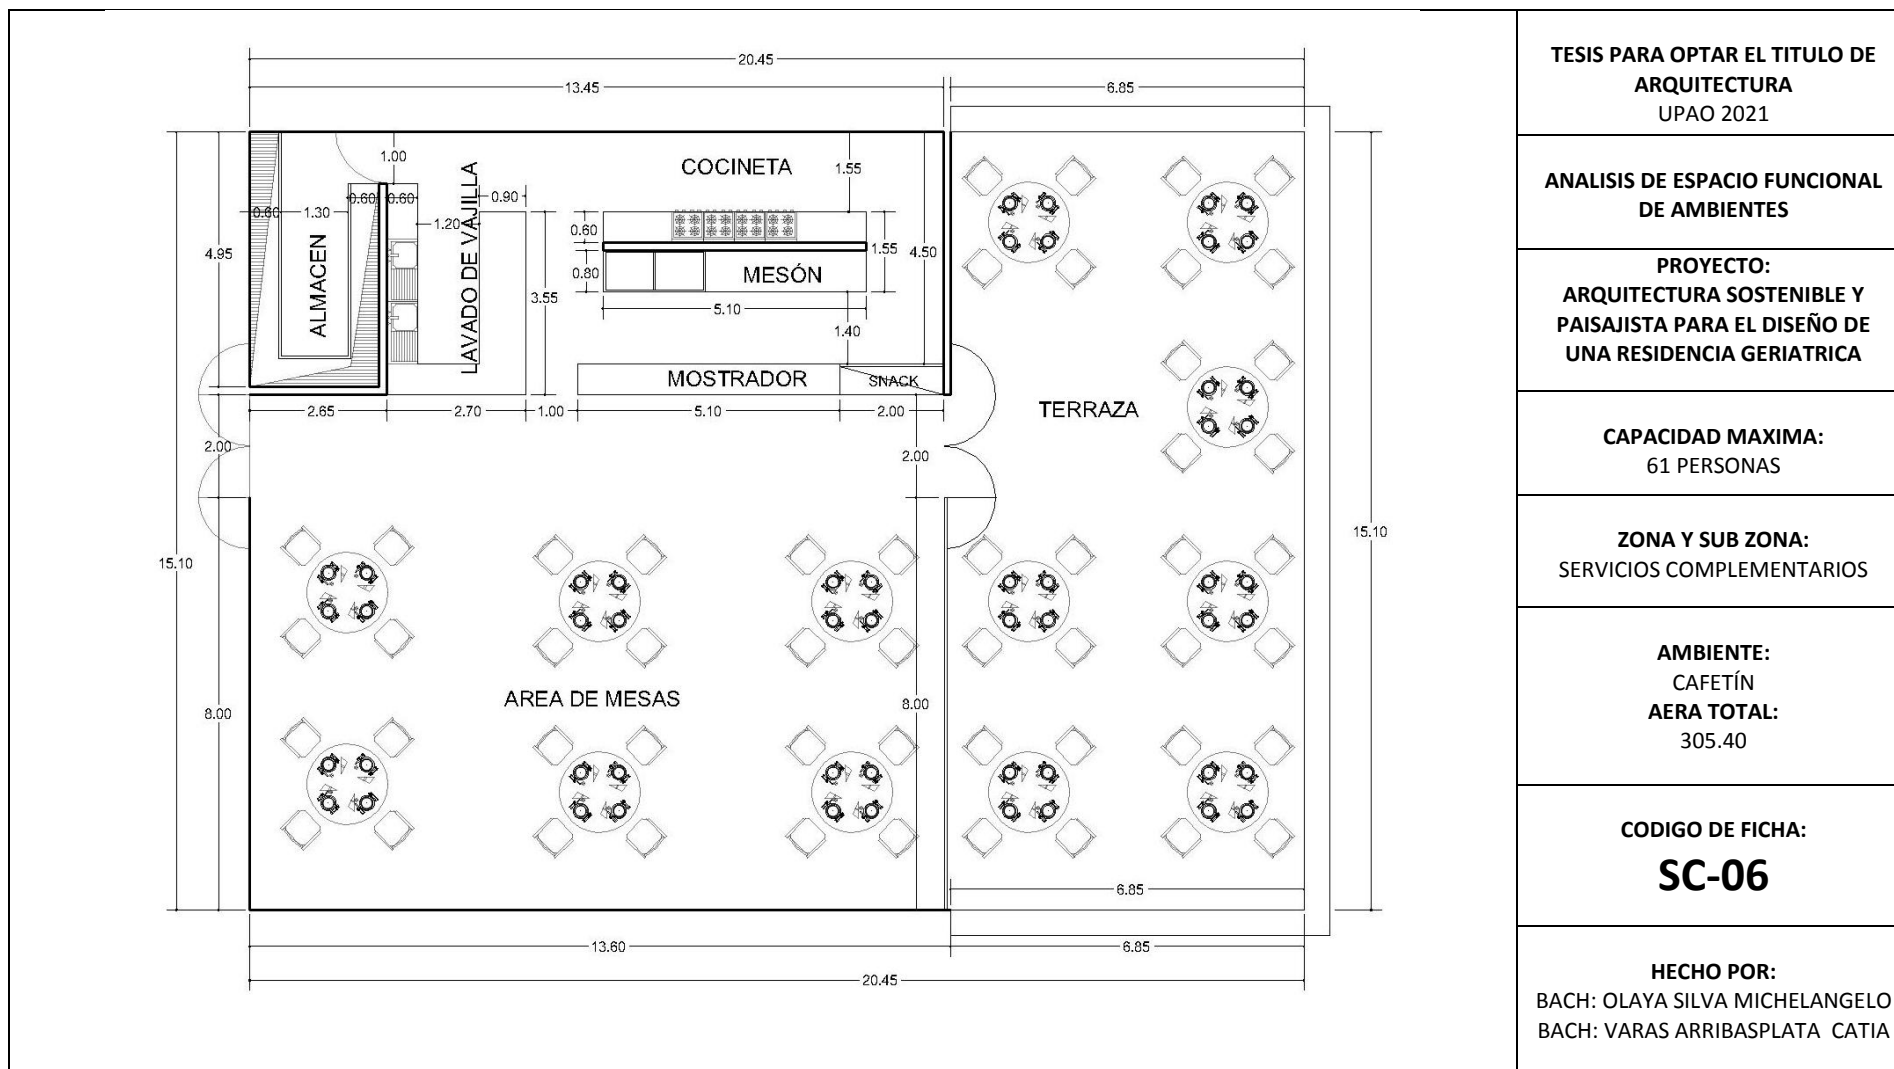 20.45
13.45
6.85
1.00
COCINETA
1.55
0.60
1.30
0.60
0.60
0.90
1.20
LAVADO DE VAJILLA
ALMACEN
4.95
0.60
0.80
MESÓN
1.55
4.50
3.55
5.10
1.40
MOSTRADOR
SNACK
2.65
2.70
1.00
5.10
2.00
TERRAZA
2.00
2.00
15.10
15.10
AREA DE MESAS
8.00
8.00
6.85
13.60
6.85
20.45
TESIS PARA OPTAR EL TITULO DE
ARQUITECTURA
UPAO 2021
ANALISIS DE ESPACIO FUNCIONAL
DE AMBIENTES
PROYECTO:
ARQUITECTURA SOSTENIBLE Y
PAISAJISTA PARA EL DISEÑO DE
UNA RESIDENCIA GERIATRICA
CAPACIDAD MAXIMA:
61 PERSONAS
ZONA Y SUB ZONA:
SERVICIOS COMPLEMENTARIOS
AMBIENTE:
CAFETÍN
AERA TOTAL:
305.40
CODIGO DE FICHA:
SC-06
HECHO POR:
BACH: OLAYA SILVA MICHELANGELO
BACH: VARAS ARRIBASPLATA CATIA